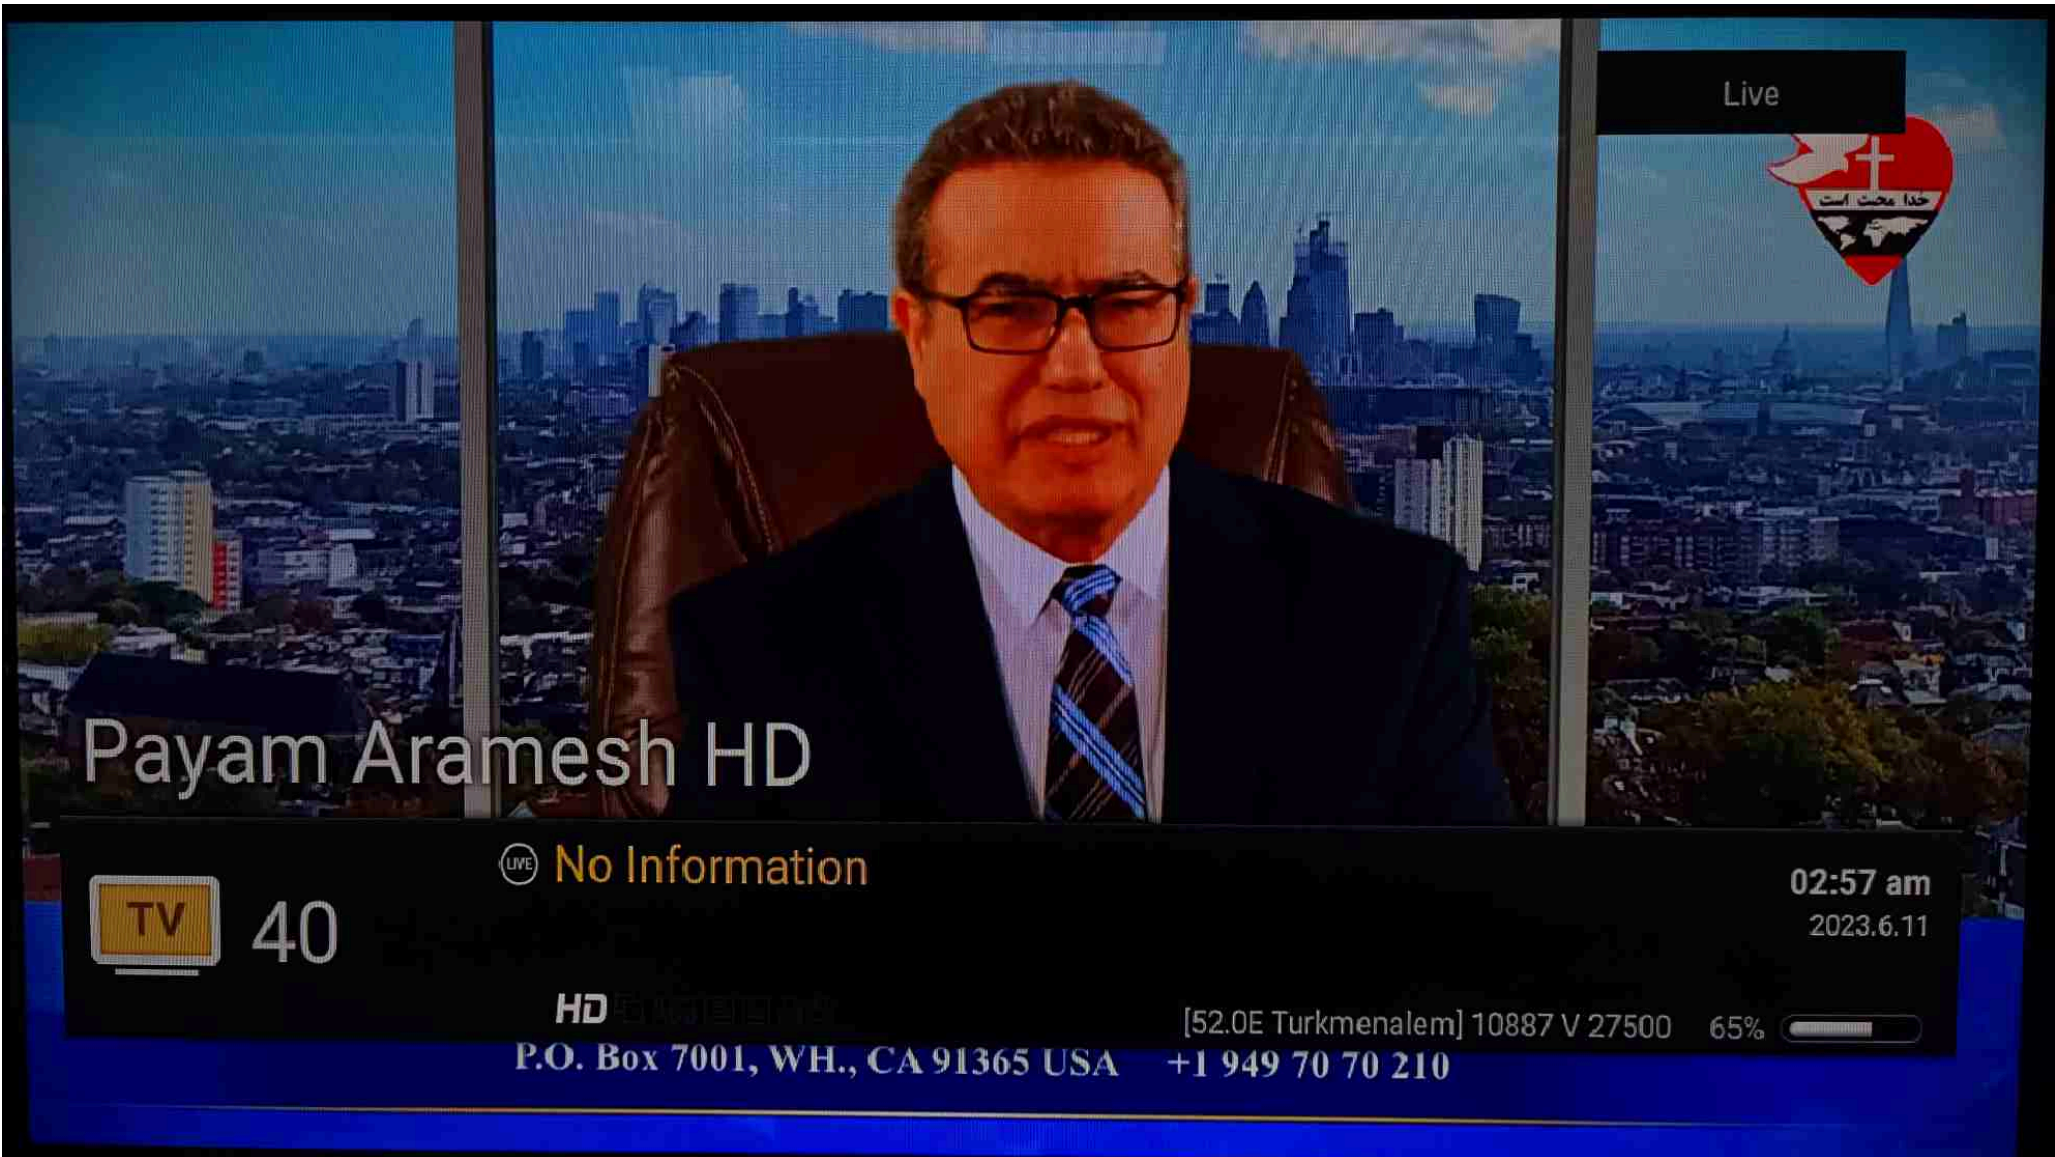 Live
خدا محبت است
Payam Aramesh HD
LIVE No Information
TV 40
02:57 am
2023.6.11
HD
[52.0E Turkmenalem] 10887 V 27500 65%
P.O. Box 7001, WH., CA 91365 USA +1 949 70 70 210